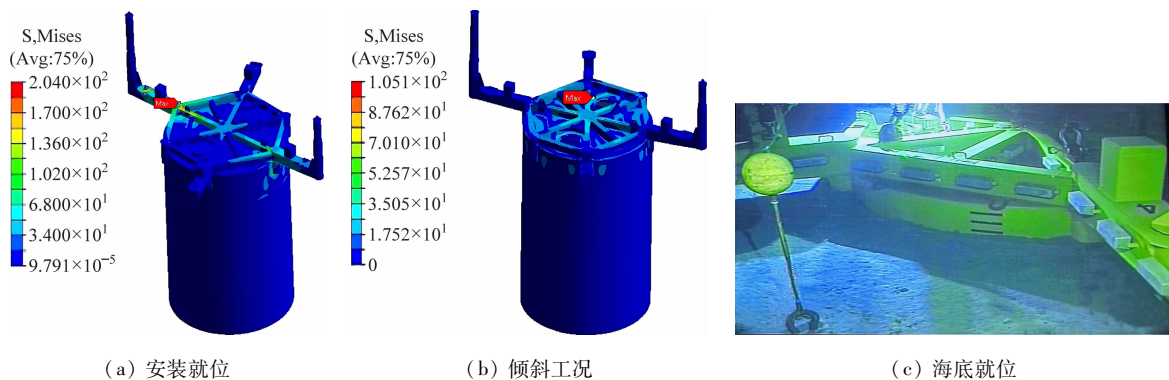 S,Mises
(Avg:75%)
2.040×10²
1.700×10²
1.360×10²
1.020×10²
6.800×10¹
3.400×10¹
9.791×10⁻⁵
Max
(a) 安装就位
S,Mises
(Avg:75%)
1.051×10²
8.762×10¹
7.010×10¹
5.257×10¹
3.505×10¹
1.752×10¹
0
Max
(b) 倾斜工况
(c) 海底就位